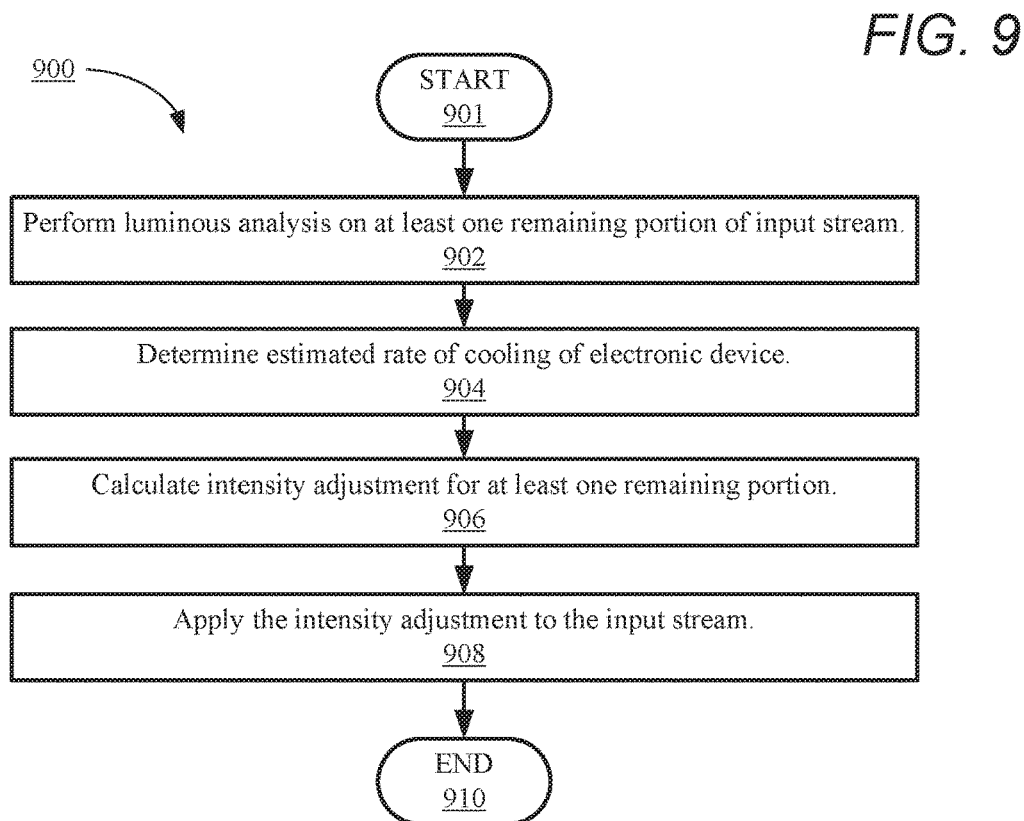 FIG. 9
900
START
901
Perform luminous analysis on at least one remaining portion of input stream.
902
Determine estimated rate of cooling of electronic device.
904
Calculate intensity adjustment for at least one remaining portion.
906
Apply the intensity adjustment to the input stream.
908
END
910